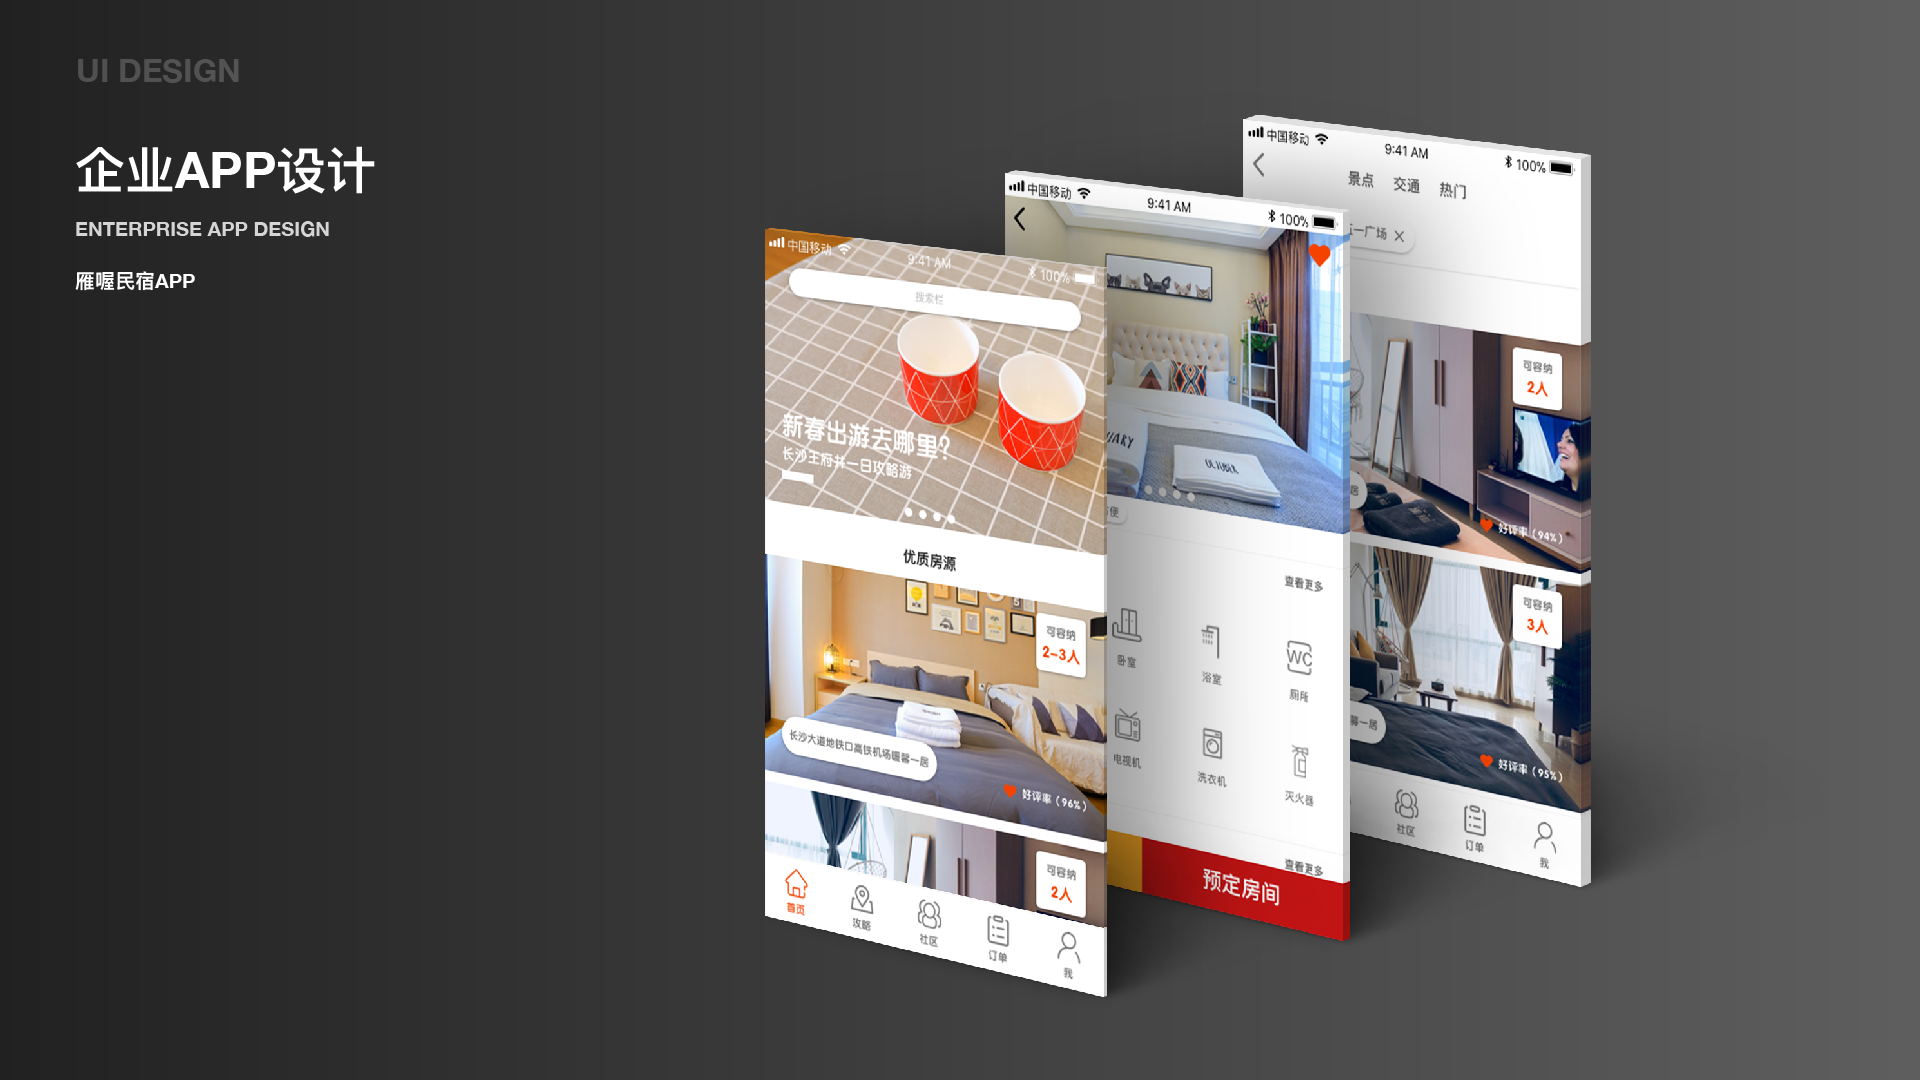 UI DESIGN
企业APP设计
ENTERPRISE APP DESIGN
雁喔民宿APP
中国移动
9:41 AM
100%
搜索栏
新春出游去哪里?
长沙王府井一日攻略游
优质房源
可容纳
2-3人
长沙大道地铁口高铁机场暖馨一居
好评率 (96%)
可容纳
2人
首页
攻略
社区
订单
我
中国移动
9:41 AM
100%
OCTOBER
便
查看更多
卧室
浴室
WC
厕所
电视机
洗衣机
灭火器
查看更多
预定房间
中国移动
9:41 AM
100%
景点
交通
热门
五一广场
可容纳
2人
居
好评率 (94%)
可容纳
3人
馨一居
好评率 (95%)
社区
订单
我